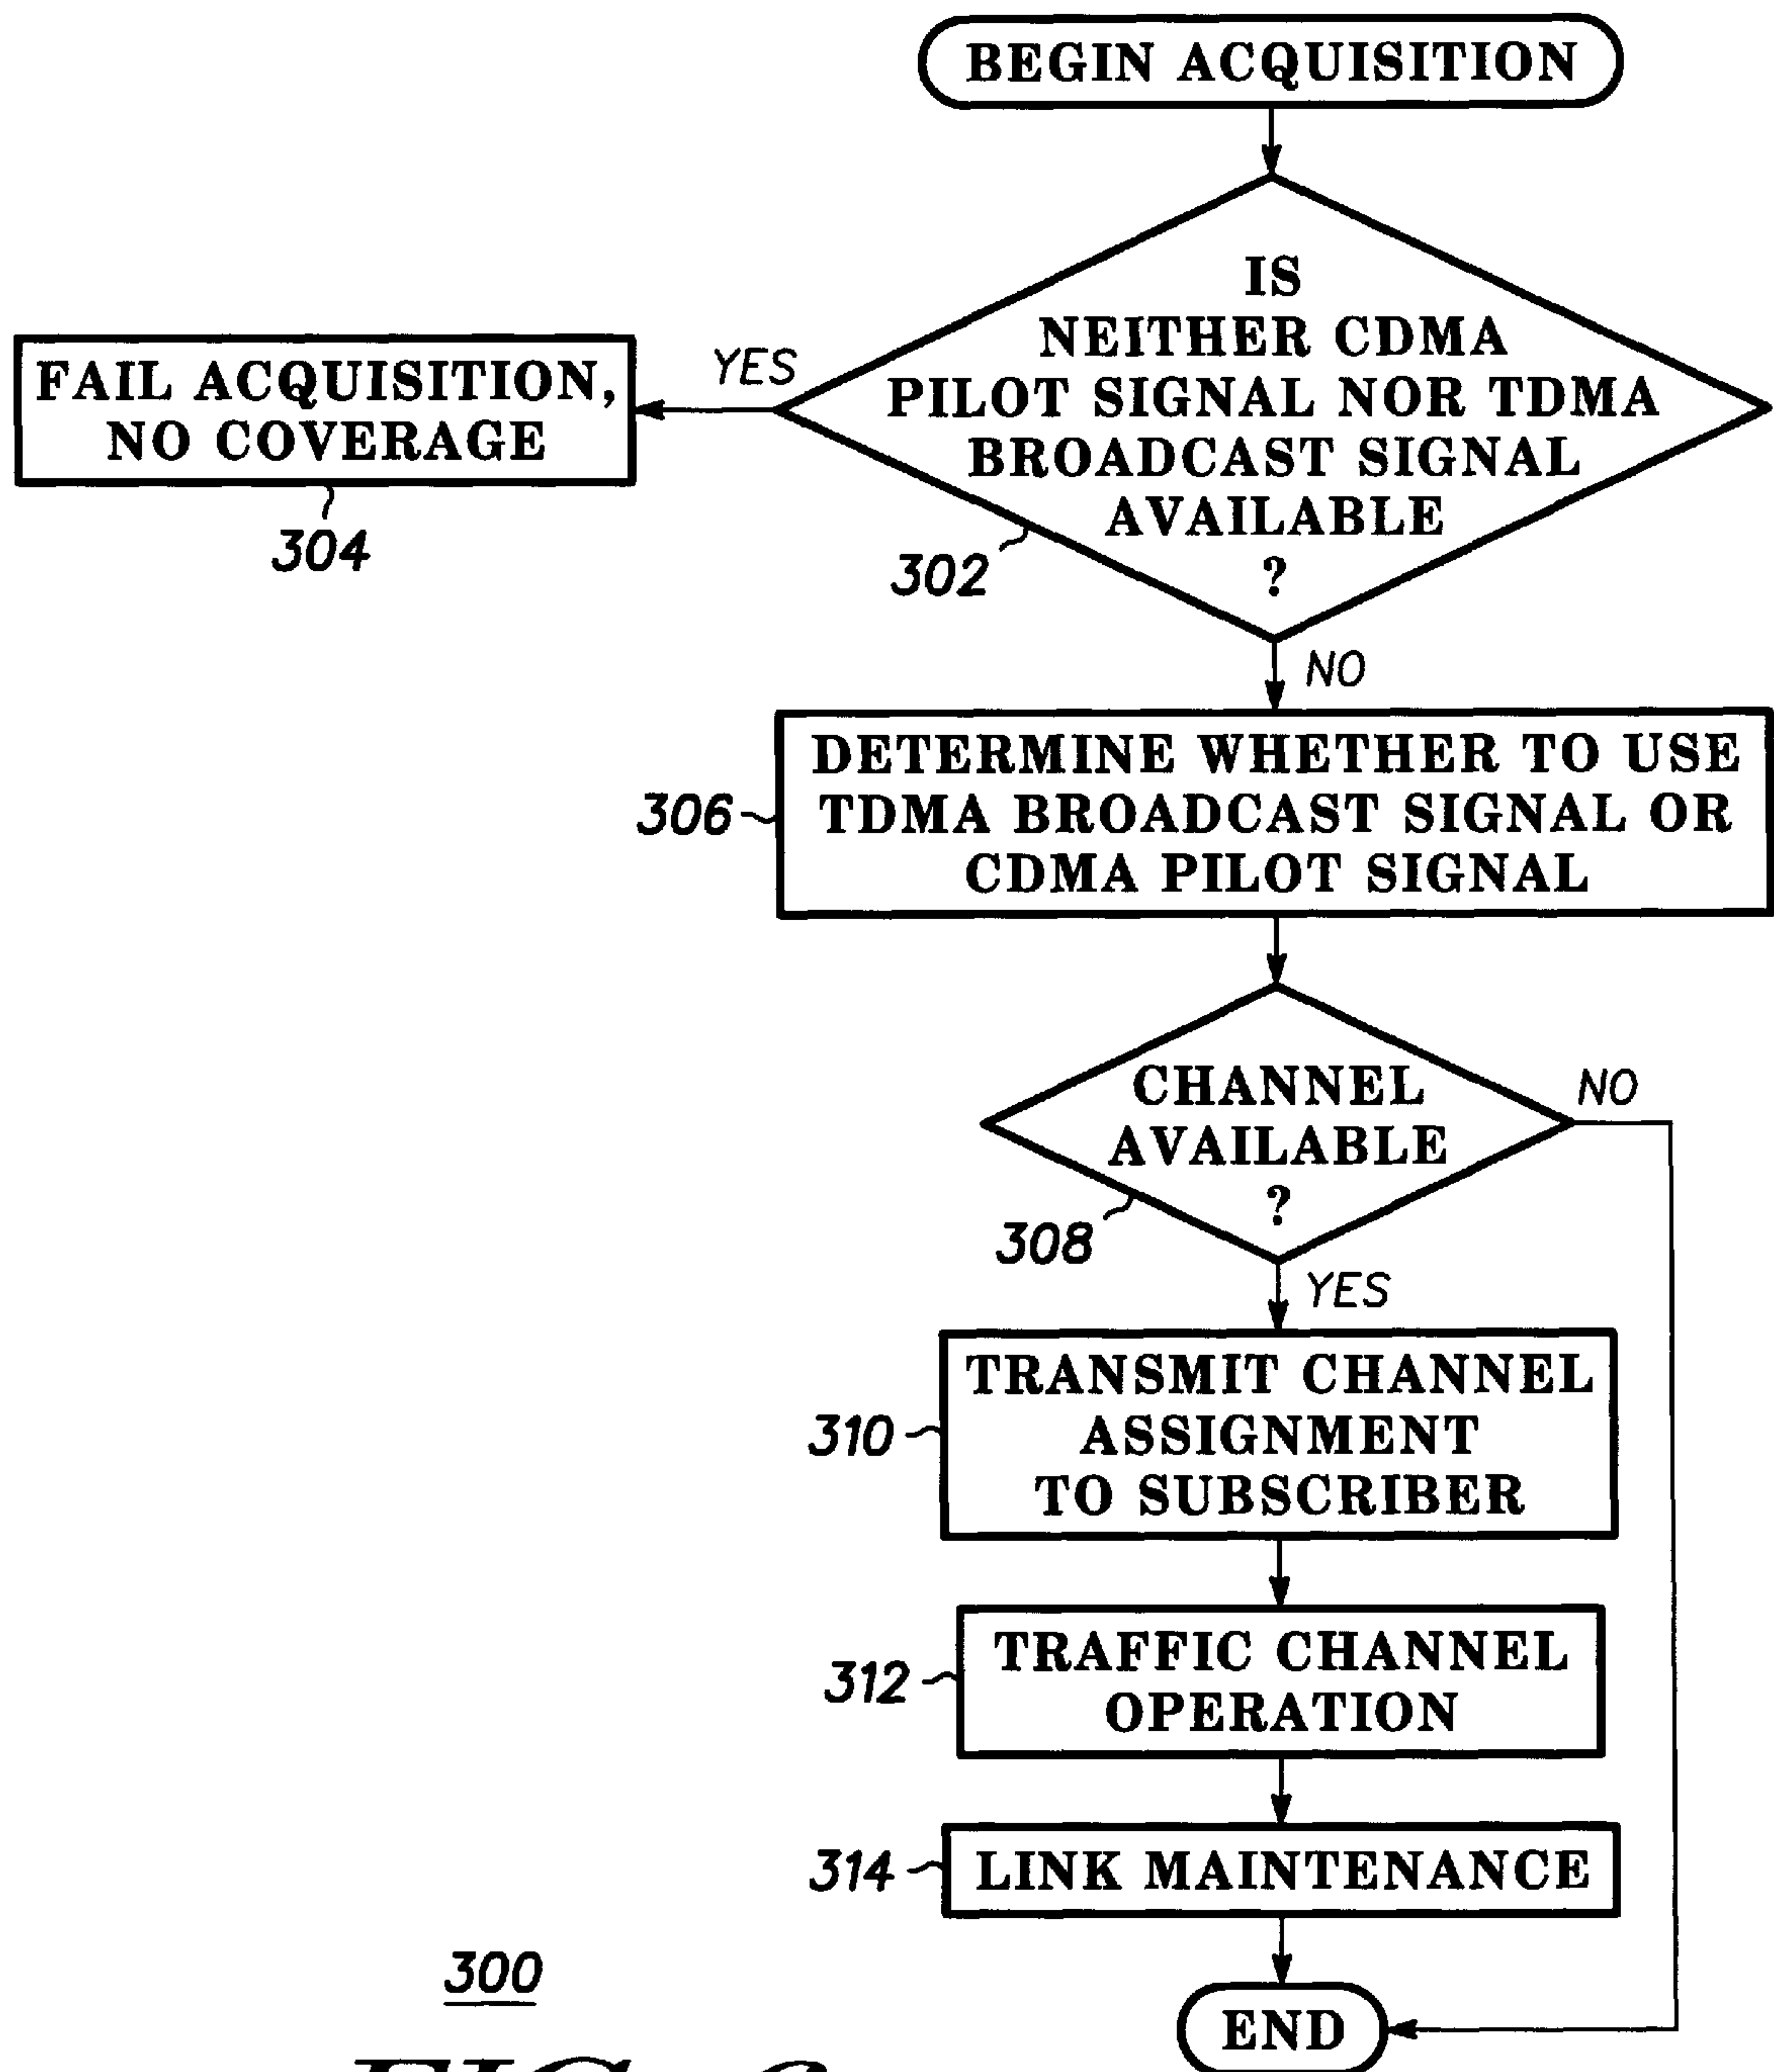 BEGIN ACQUISITION
IS
NEITHER CDMA
PILOT SIGNAL NOR TDMA
BROADCAST SIGNAL
AVAILABLE
?
302
YES
FAIL ACQUISITION,
NO COVERAGE
304
NO
306
DETERMINE WHETHER TO USE
TDMA BROADCAST SIGNAL OR
CDMA PILOT SIGNAL
CHANNEL
AVAILABLE
?
308
NO
YES
310
TRANSMIT CHANNEL
ASSIGNMENT
TO SUBSCRIBER
312
TRAFFIC CHANNEL
OPERATION
314
LINK MAINTENANCE
300
END